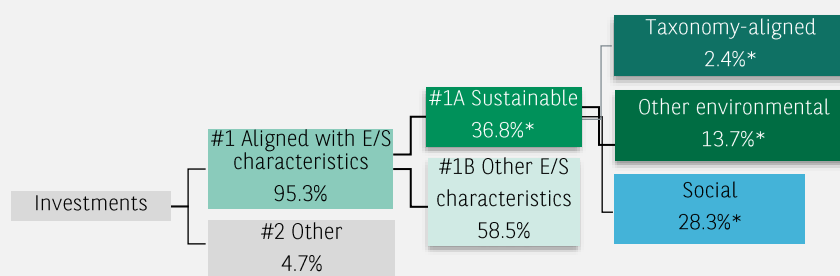 Investments
#1 Aligned with E/S
characteristics
95.3%
#2 Other
4.7%
#1A Sustainable
36.8%*
#1B Other E/S
characteristics
58.5%
Taxonomy-aligned
2.4%*
Other environmental
13.7%*
Social
28.3%*